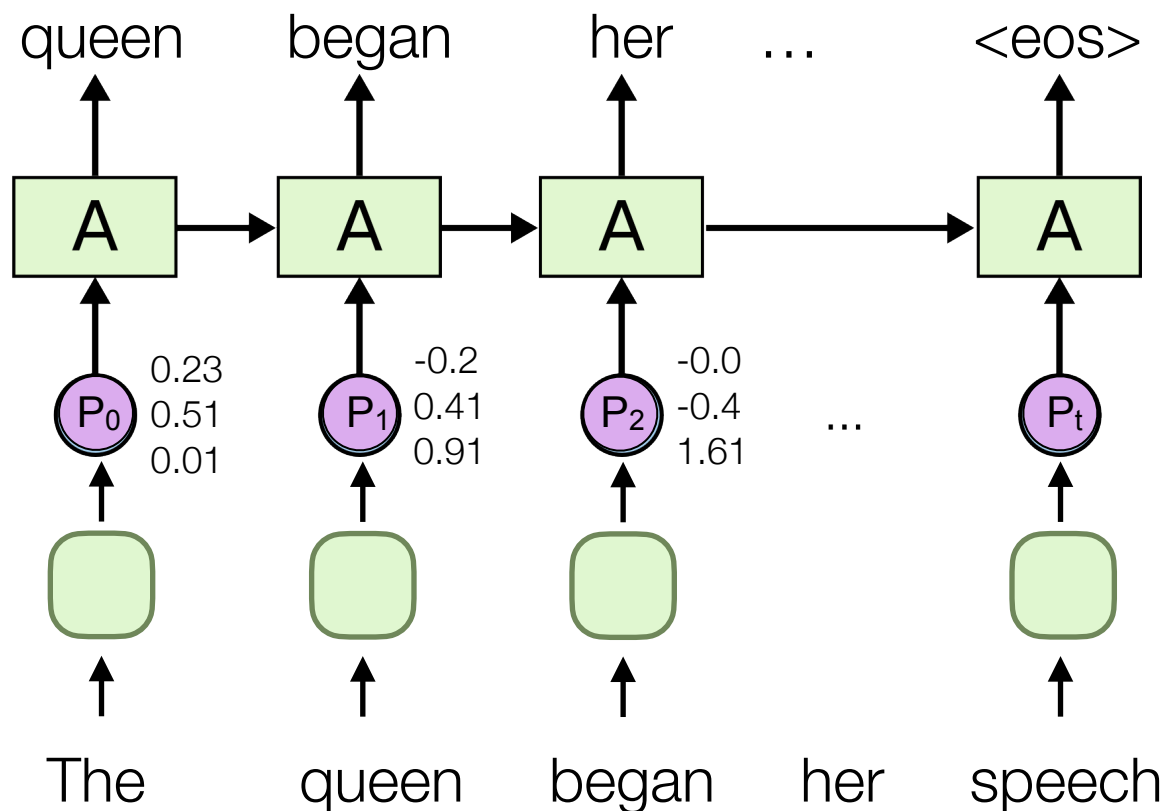 queen began her … <eos>
A A A A
0.23 -0.2 -0.0
P0 0.51 P1 0.41 P2 -0.4 ... Pt
0.01 0.91 1.61
The queen began her speech